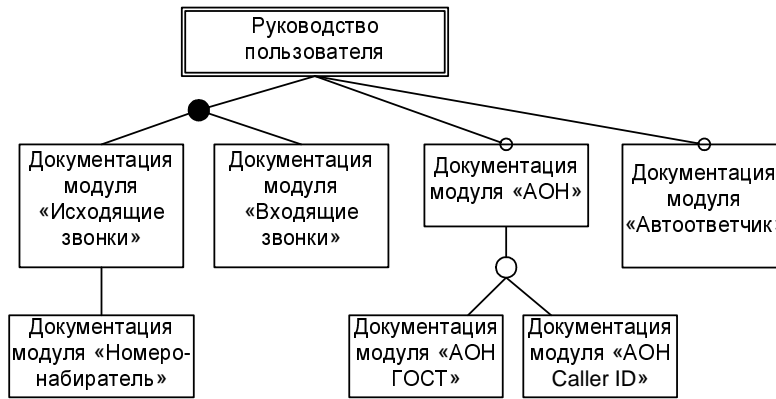 Руководство
пользователя
Документация
модуля
«Исходящие
звонки»
Документация
модуля
«Входящие
звонки»
Документация
модуля «АОН»
Документация
модуля
«Автоответчик»
Документация
модуля «Номеро-
набиратель»
Документация
модуля «АОН
ГОСТ»
Документация
модуля «АОН
Caller ID»